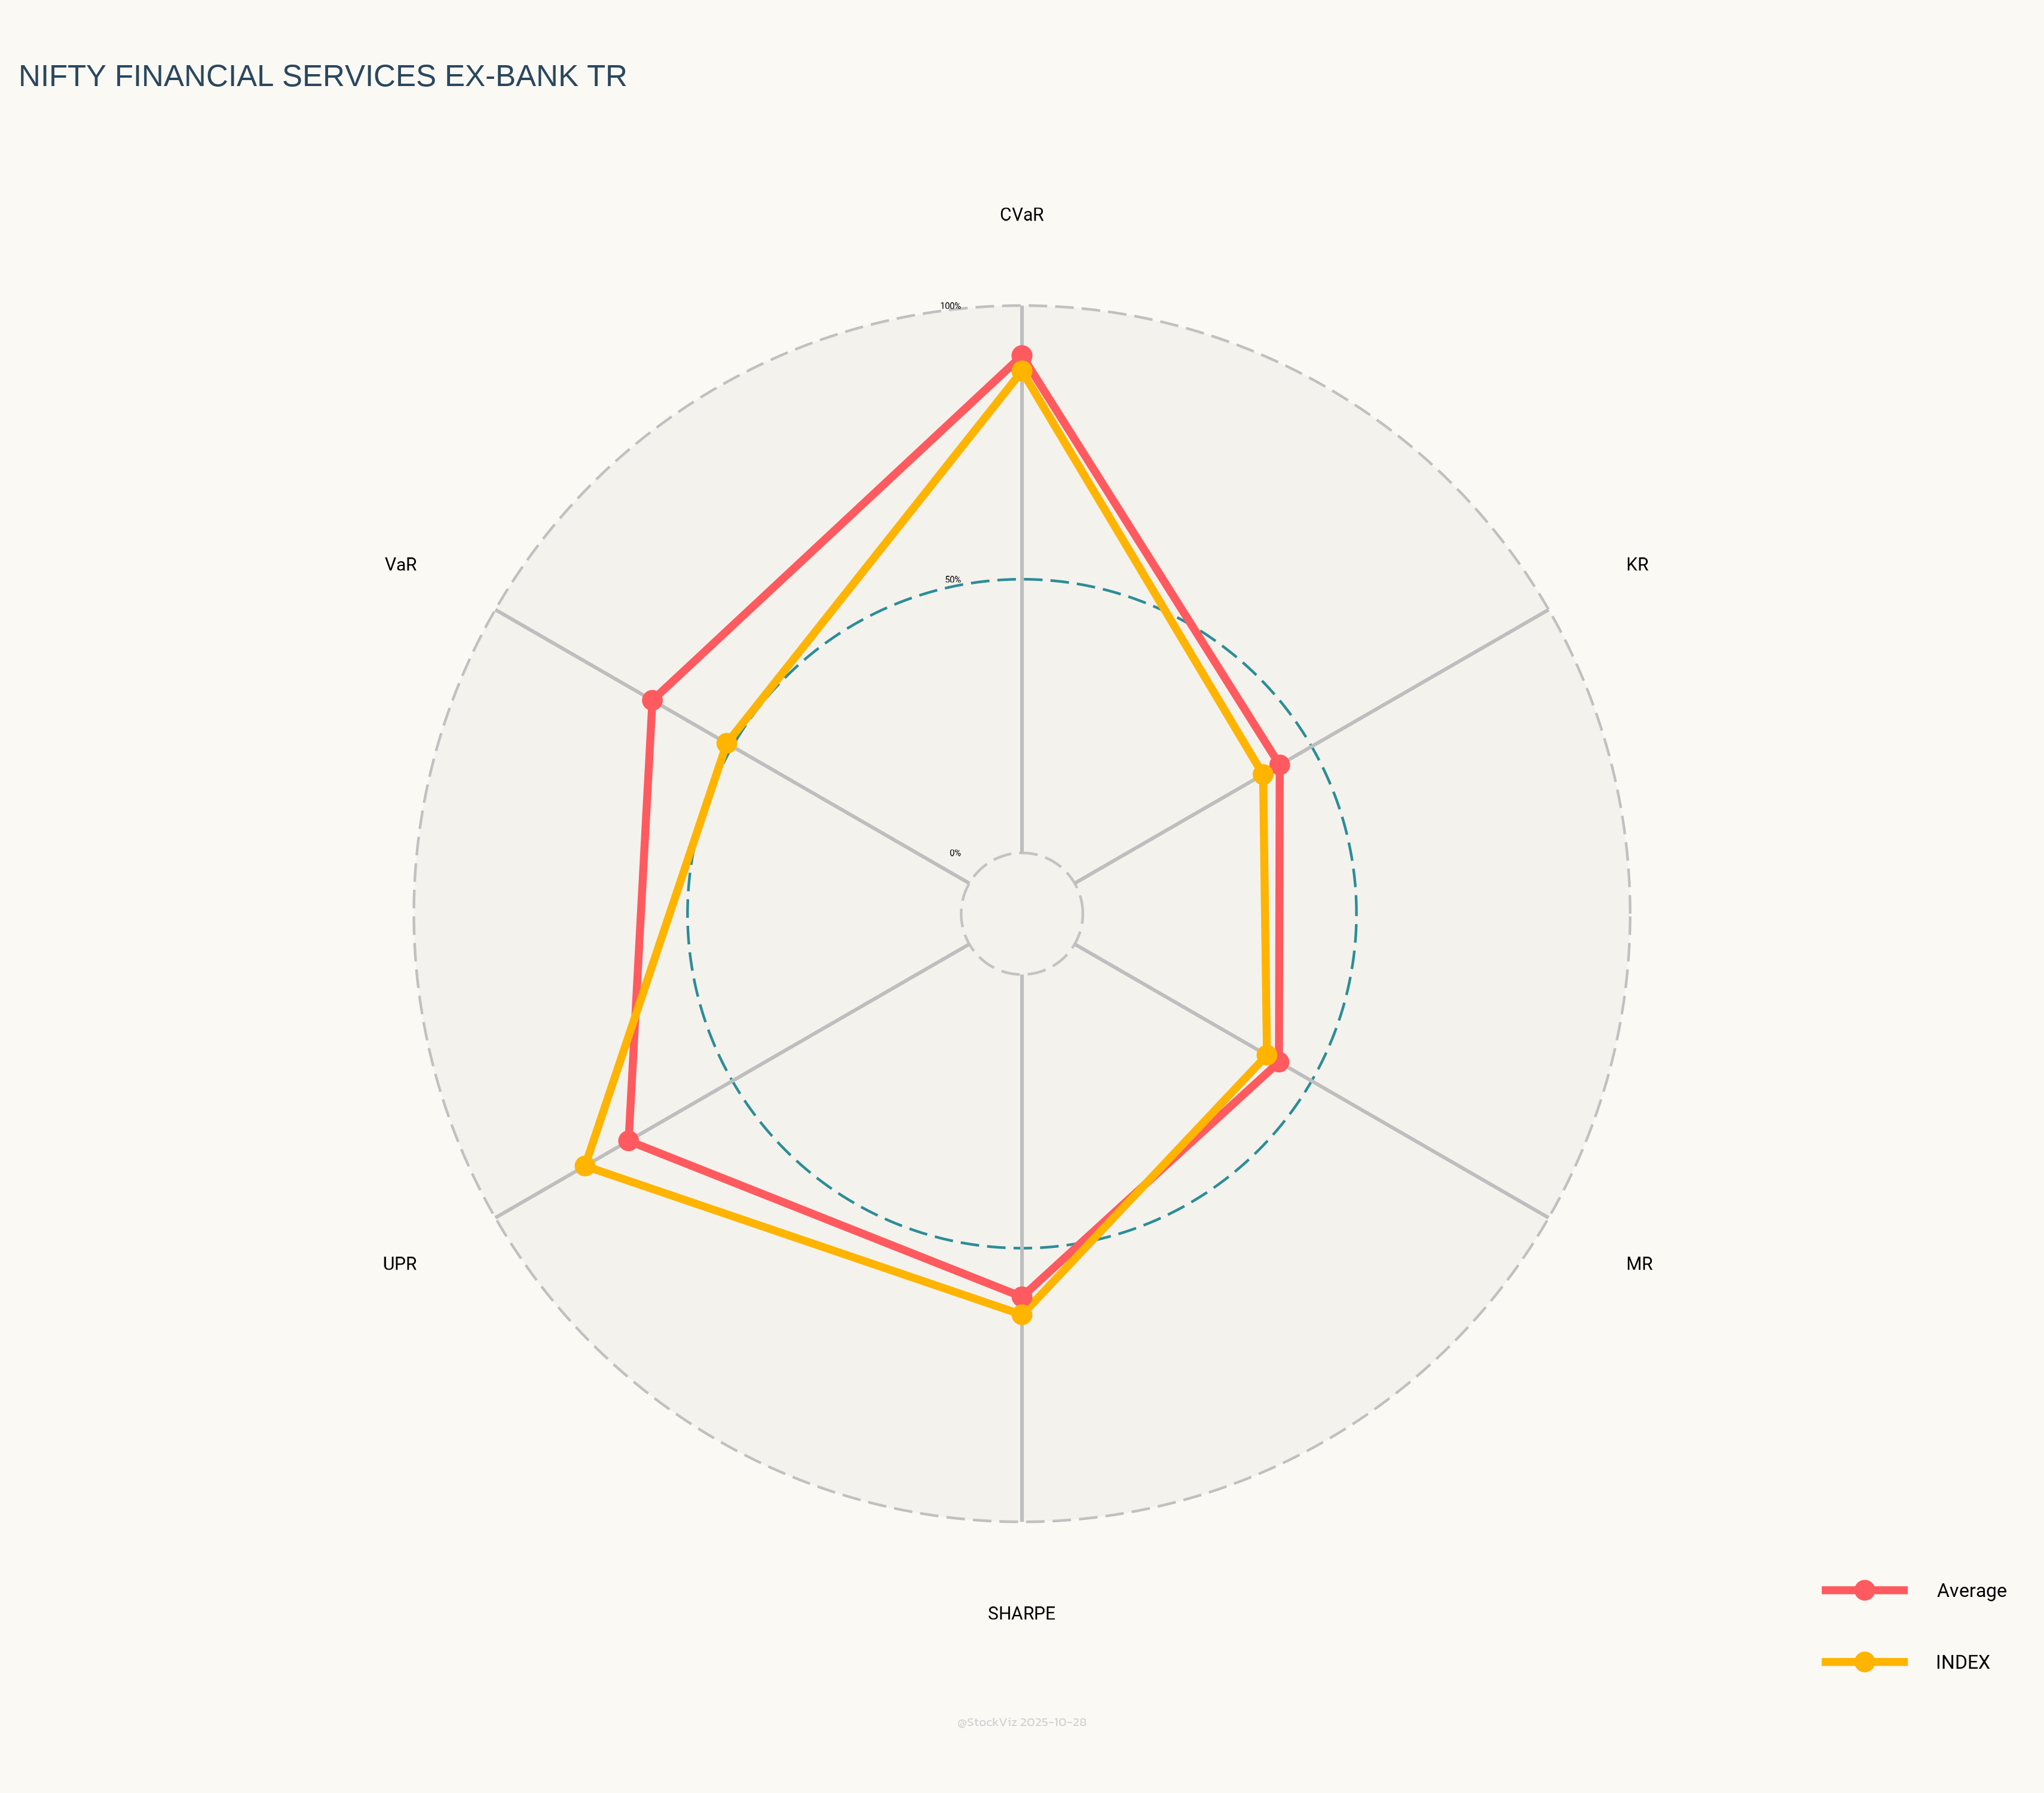 NIFTY FINANCIAL SERVICES EX-BANK TR
CVaR
100%
KR
VaR
50%
0%
UPR
MR
SHARPE
Average
INDEX
@StockViz 2025-10-28